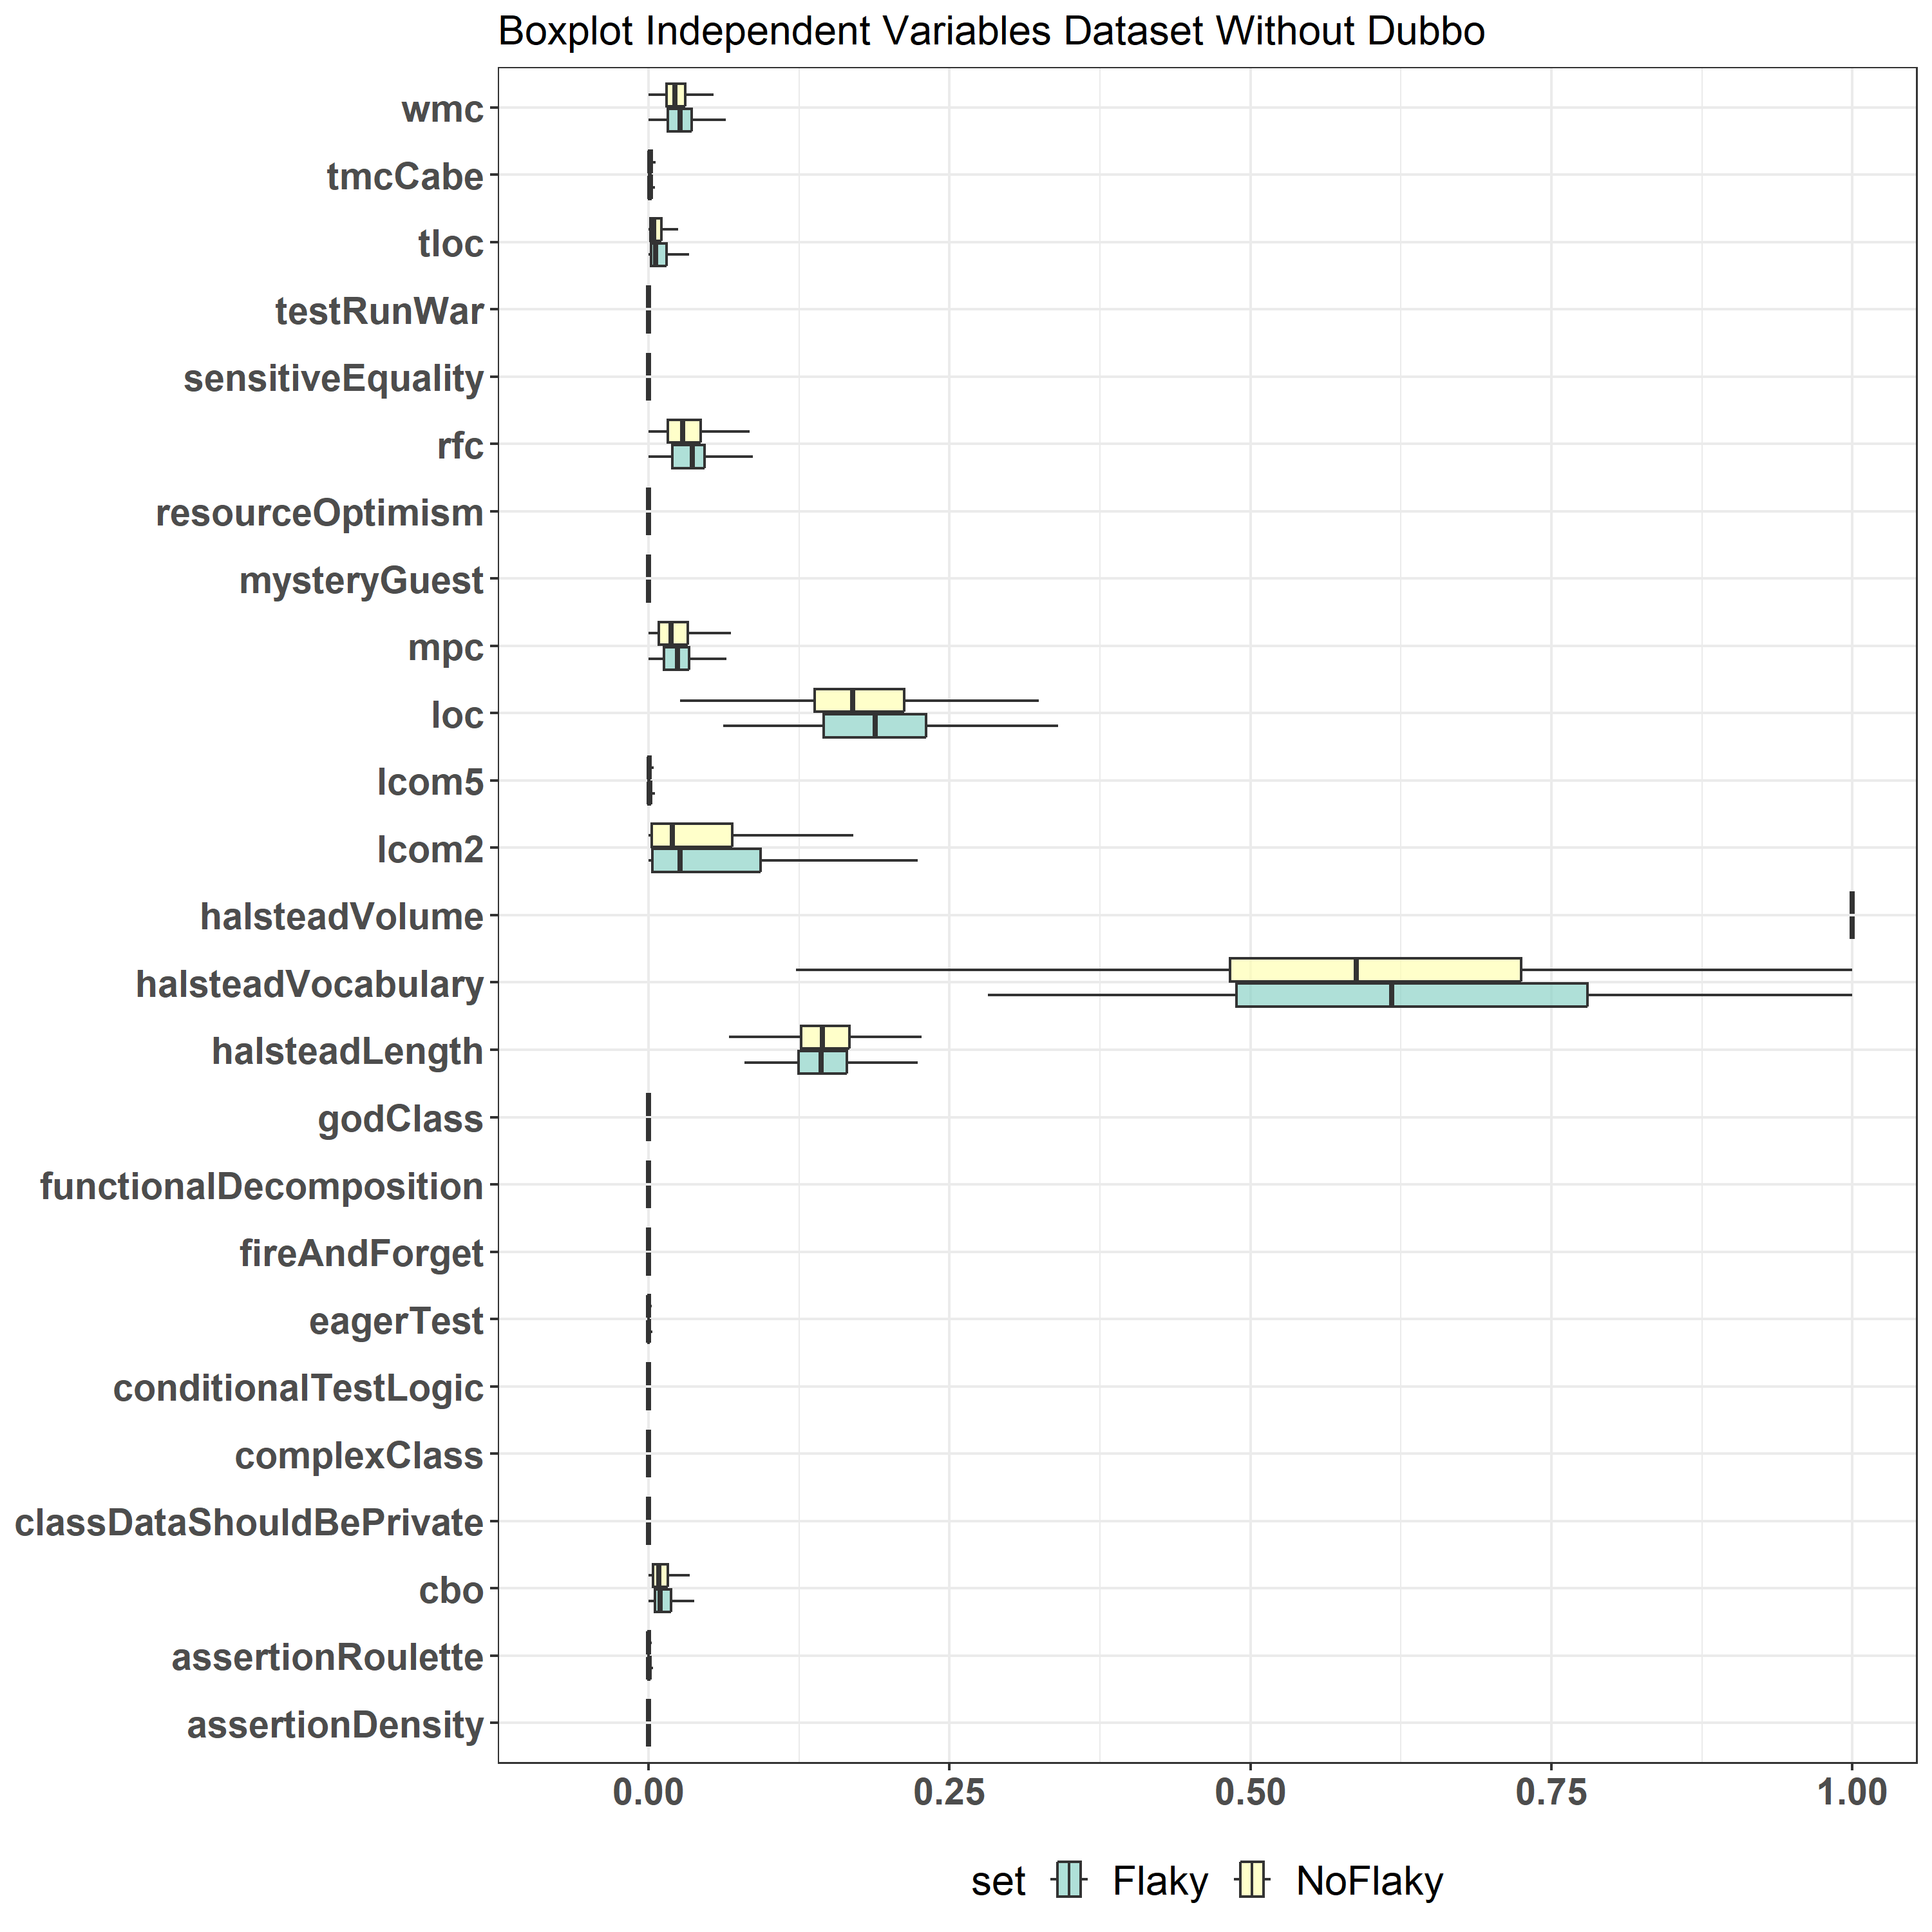 Boxplot Independent Variables Dataset Without Dubbo
wmc
tmcCabe
tloc
testRunWar
sensitiveEquality
rfc
resourceOptimism
mysteryGuest
mpc
loc
lcom5
lcom2
halsteadVolume
halsteadVocabulary
halsteadLength
godClass
functionalDecomposition
fireAndForget
eagerTest
conditionalTestLogic
complexClass
classDataShouldBePrivate
cbo
assertionRoulette
assertionDensity
0.00 0.25 0.50 0.75 1.00
set Flaky NoFlaky